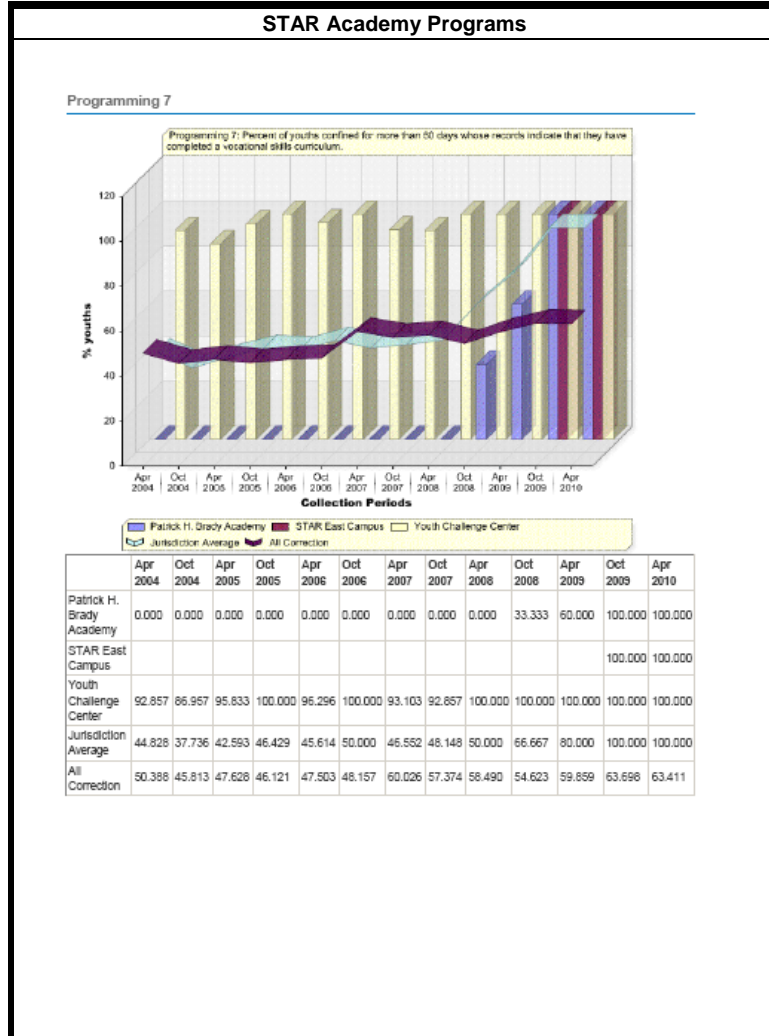 STAR Academy Programs
Programming 7
Programming 7: Percent of youths confined for more than 60 days whose records indicate that they have
completed a vocational skills curriculum.
120
100
80
60
40
20
0
% youths
Apr Oct Apr Oct Apr Oct Apr Oct Apr Oct Apr Oct Apr
2004 2004 2005 2005 2006 2006 2007 2007 2008 2008 2009 2009 2010
Collection Periods
Patrick H. Brady Academy STAR East Campus Youth Challenge Center
Jurisdiction Average All Correction
Apr Oct Apr Oct Apr Oct Apr Oct Apr Oct Apr Oct Apr
2004 2004 2005 2005 2006 2006 2007 2007 2008 2008 2009 2009 2010
Patrick H.
Brady 0.000 0.000 0.000 0.000 0.000 0.000 0.000 0.000 0.000 33.333 60.000 100.000 100.000
Academy
STAR East
Campus 100.000 100.000
Youth
Challenge 92.857 86.957 95.833 100.000 96.296 100.000 93.103 92.857 100.000 100.000 100.000 100.000 100.000
Center
Jurisdiction
Average 44.828 37.736 42.593 46.429 45.614 50.000 46.552 48.148 50.000 66.667 80.000 100.000 100.000
All
Correction 50.388 45.813 47.628 46.121 47.503 48.157 60.026 57.374 58.490 54.623 59.859 63.698 63.411